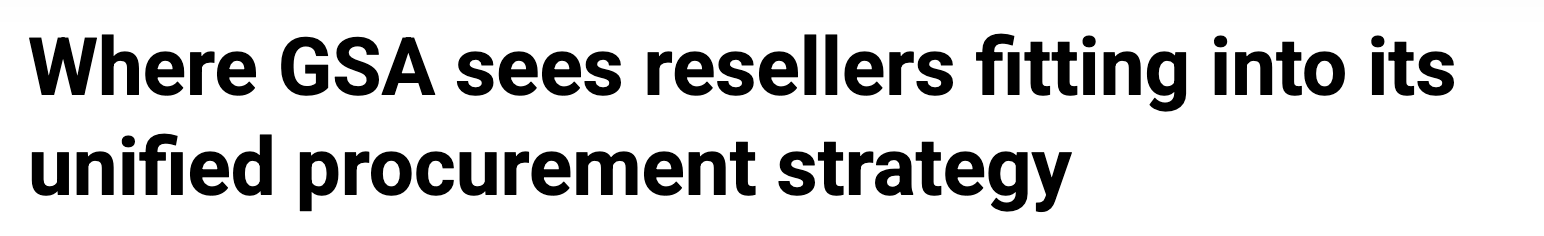 Where GSA sees resellers fitting into its
unified procurement strategy